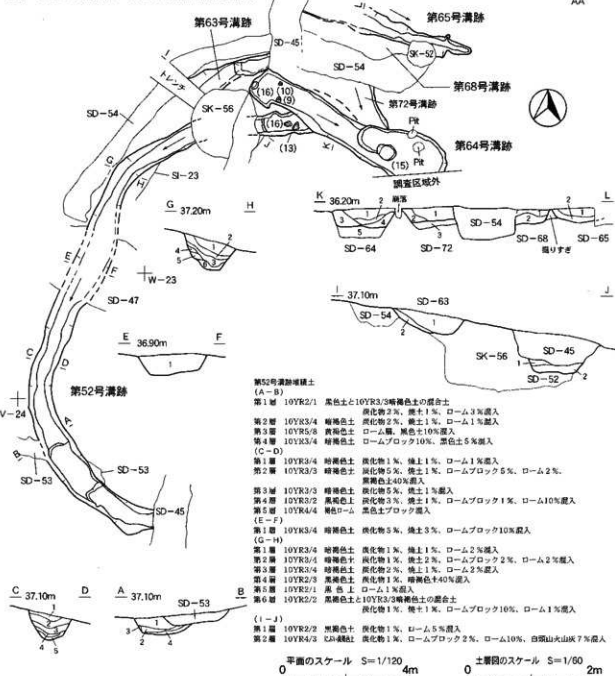 第63号溝跡
SD-45
第65号溝跡
SK-52
SD-54
第68号溝跡
トレンチ
I
SD-54
SK-56
(16)
(10)
(9)
(16)
(13)
K
L
第72号溝跡
Pit
Pit
(15)
第64号溝跡
調査区域外
G
H
SI-23
G 37.20m H
1
2
3
4
5
6
K 36.20m L
崩落
1
2
3
4
5
SD-64
SD-72
SD-54
SD-68
SD-65
掘りすぎ
E
F
W-23
SD-47
I 37.10m J
SD-54
SD-63
1
2
SK-56
SD-45
SD-52
E 36.90m F
1
C
D
第52号溝跡
V-24
A
B
SD-53
SD-53
SD-45
第52号溝跡堆積土
(A-B)
第1層 10YR2/1 黒色土と10YR3/3暗褐色土の混合土
炭化物3%、焼土1%、ローム3%混入
第2層 10YR3/4 暗褐色土 炭化物2%、焼土1%、ローム1%混入
第3層 10YR5/8 黄褐色土 ローム層、黒色土10%混入
第4層 10YR3/4 暗褐色土 ロームブロック10%、黒色土5%混入
(C-D)
第1層 10YR3/4 暗褐色土 炭化物1%、焼土1%、ローム1%混入
第2層 10YR3/3 暗褐色土 炭化物5%、焼土1%、ロームブロック5%、ローム2%、
黒褐色土40%混入
第3層 10YR3/3 暗褐色土 炭化物5%、焼土1%混入
第4層 10YR3/2 黒褐色土 炭化物3%、ロームブロック1%、ローム10%混入
第5層 10YR4/4 褐色ローム 黒色土ブロック混入
(E-F)
第1層 10YR3/4 暗褐色土 炭化物5%、焼土3%、ロームブロック10%混入
(G-H)
第1層 10YR3/4 暗褐色土 炭化物1%、焼土1%、ローム2%混入
第2層 10YR3/4 暗褐色土 炭化物1%、焼土2%、ロームブロック2%、ローム2%混入
第3層 10YR3/4 暗褐色土 炭化物2%、焼土1%、ローム2%混入
第4層 10YR2/3 黒褐色土 炭化物1%、暗褐色土40%混入
第5層 10YR2/1 黒色土 ローム1%混入
第6層 10YR2/2 黒褐色土と10YR3/3暗褐色土の混合土
炭化物1%、焼土1%、ロームブロック10%、ローム1%混入
(I-J)
第1層 10YR2/2 黒褐色土 炭化物1%、ローム5%混入
第2層 10YR4/3 にぶい黄褐色土 炭化物1%、ロームブロック2%、ローム10%、白頭山火山灰7%混入
C 37.10m D
1
2
3
4
5
A 37.10m B
SD-53
1
2
3
4
平面のスケール S=1/120
0 4m
土層図のスケール S=1/60
0 2m